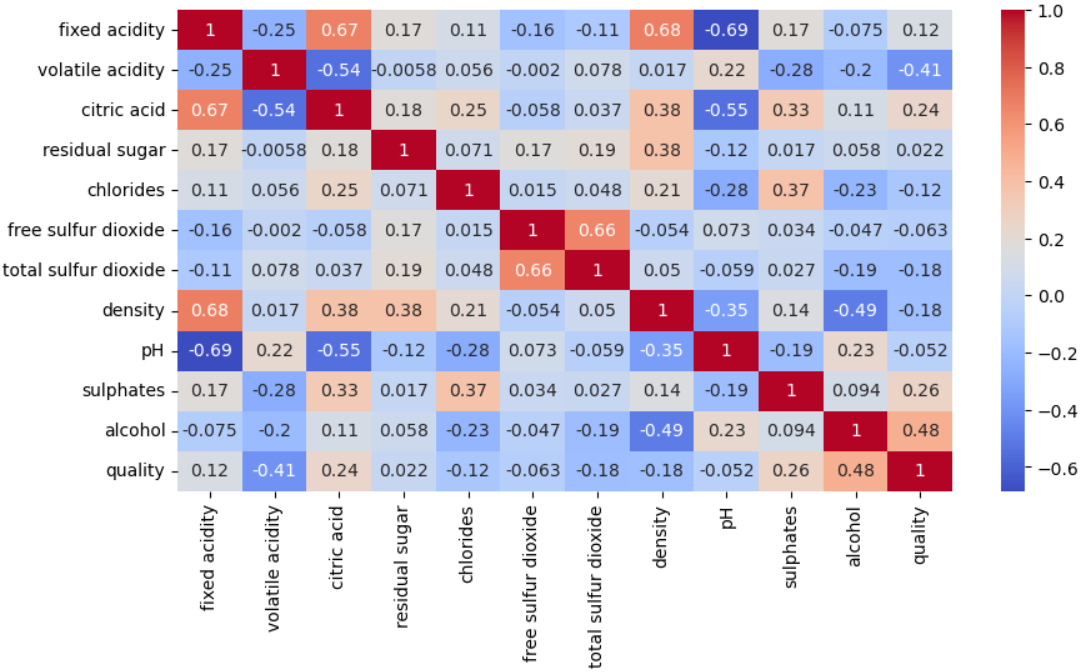 fixed acidity 1 -0.25 0.67 0.17 0.11 -0.16 -0.11 0.68 -0.69 0.17 -0.075 0.12
volatile acidity -0.25 1 -0.54 -0.0058 0.056 -0.002 0.078 0.017 0.22 -0.28 -0.2 -0.41
citric acid 0.67 -0.54 1 0.18 0.25 -0.058 0.037 0.38 -0.55 0.33 0.11 0.24
residual sugar 0.17 -0.0058 0.18 1 0.071 0.17 0.19 0.38 -0.12 0.017 0.058 0.022
chlorides 0.11 0.056 0.25 0.071 1 0.015 0.048 0.21 -0.28 0.37 -0.23 -0.12
free sulfur dioxide -0.16 -0.002 -0.058 0.17 0.015 1 0.66 -0.054 0.073 0.034 -0.047 -0.063
total sulfur dioxide -0.11 0.078 0.037 0.19 0.048 0.66 1 0.05 -0.059 0.027 -0.19 -0.18
density 0.68 0.017 0.38 0.38 0.21 -0.054 0.05 1 -0.35 0.14 -0.49 -0.18
pH -0.69 0.22 -0.55 -0.12 -0.28 0.073 -0.059 -0.35 1 -0.19 0.23 -0.052
sulphates 0.17 -0.28 0.33 0.017 0.37 0.034 0.027 0.14 -0.19 1 0.094 0.26
alcohol -0.075 -0.2 0.11 0.058 -0.23 -0.047 -0.19 -0.49 0.23 0.094 1 0.48
quality 0.12 -0.41 0.24 0.022 -0.12 -0.063 -0.18 -0.18 -0.052 0.26 0.48 1
fixed acidity
volatile acidity
citric acid
residual sugar
chlorides
free sulfur dioxide
total sulfur dioxide
density
pH
sulphates
alcohol
quality
1.0
0.8
0.6
0.4
0.2
0.0
−0.2
−0.4
−0.6